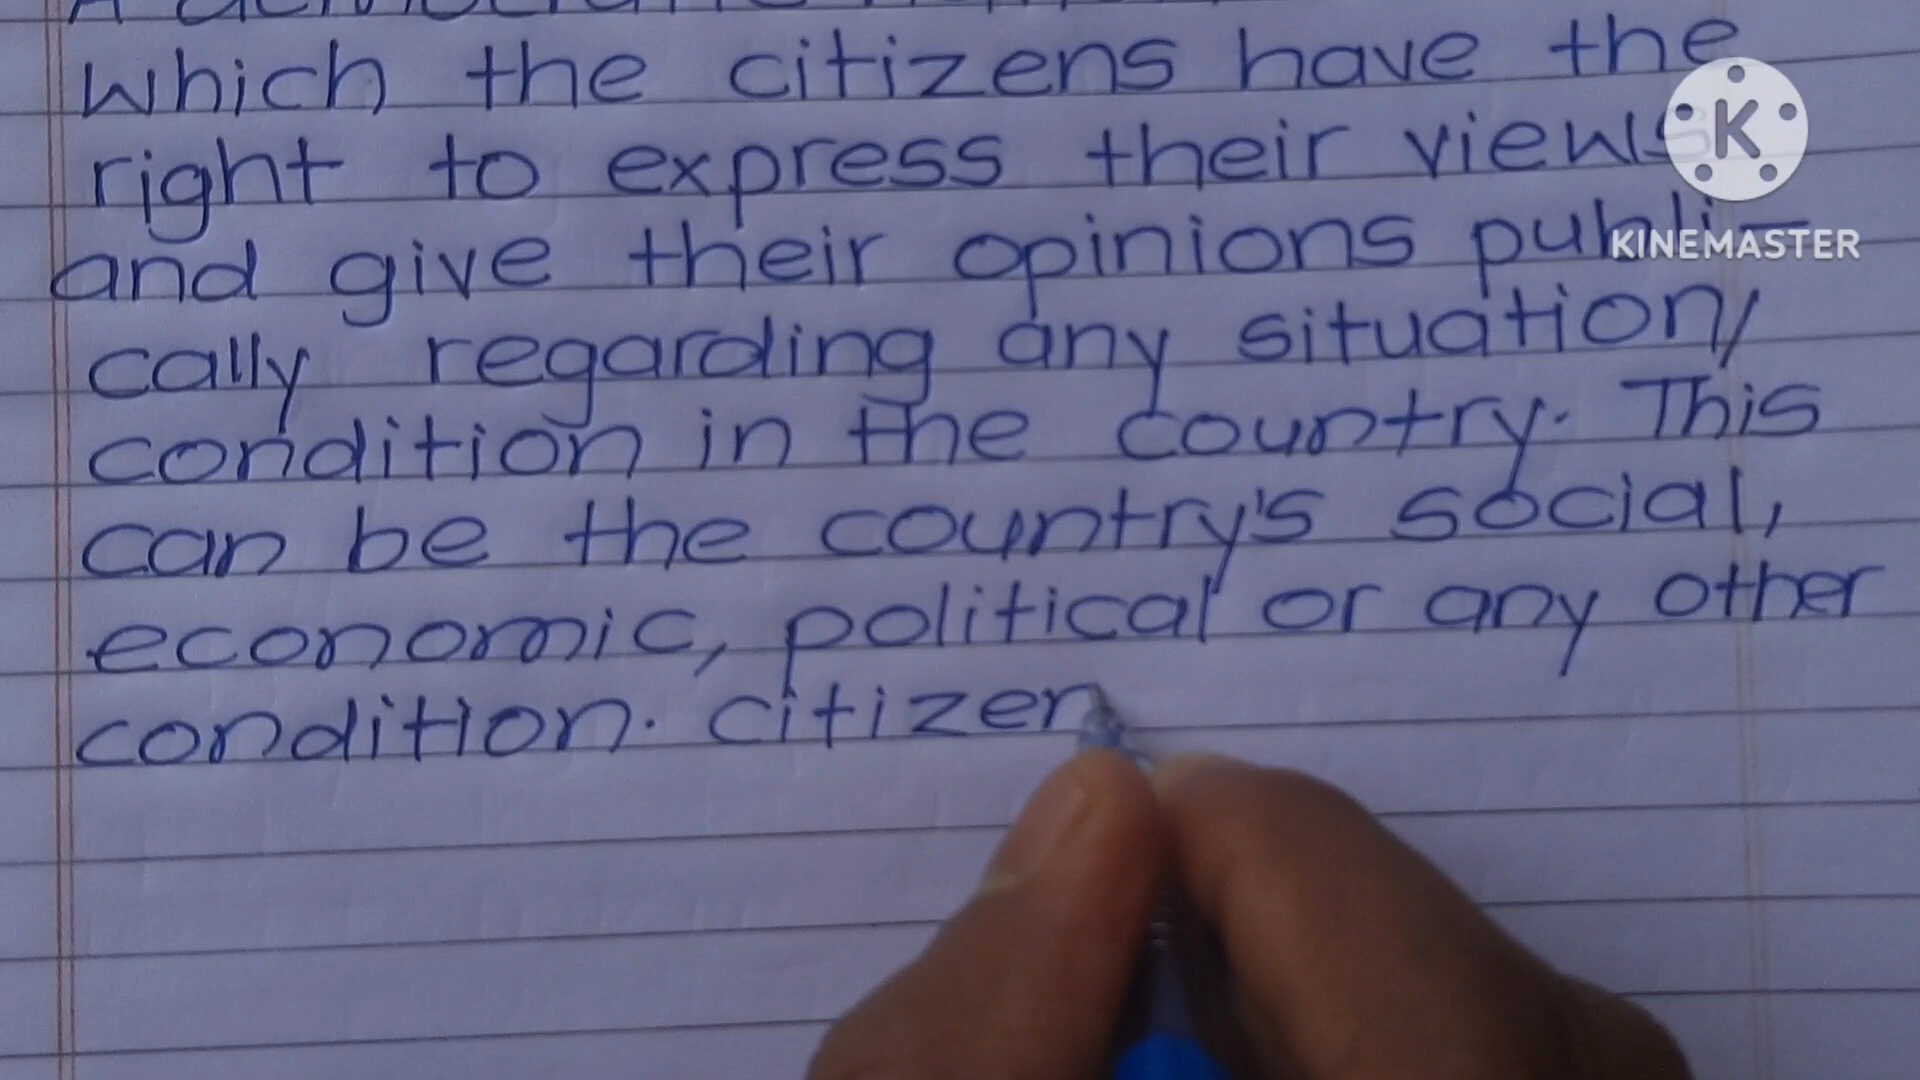 A democratic
which the citizens have the
right to express their views
and give their opinions publi-
cally regarding any situation/
condition in the country. This
can be the country's social,
economic, political or any other
condition. citizen
K
KINEMASTER